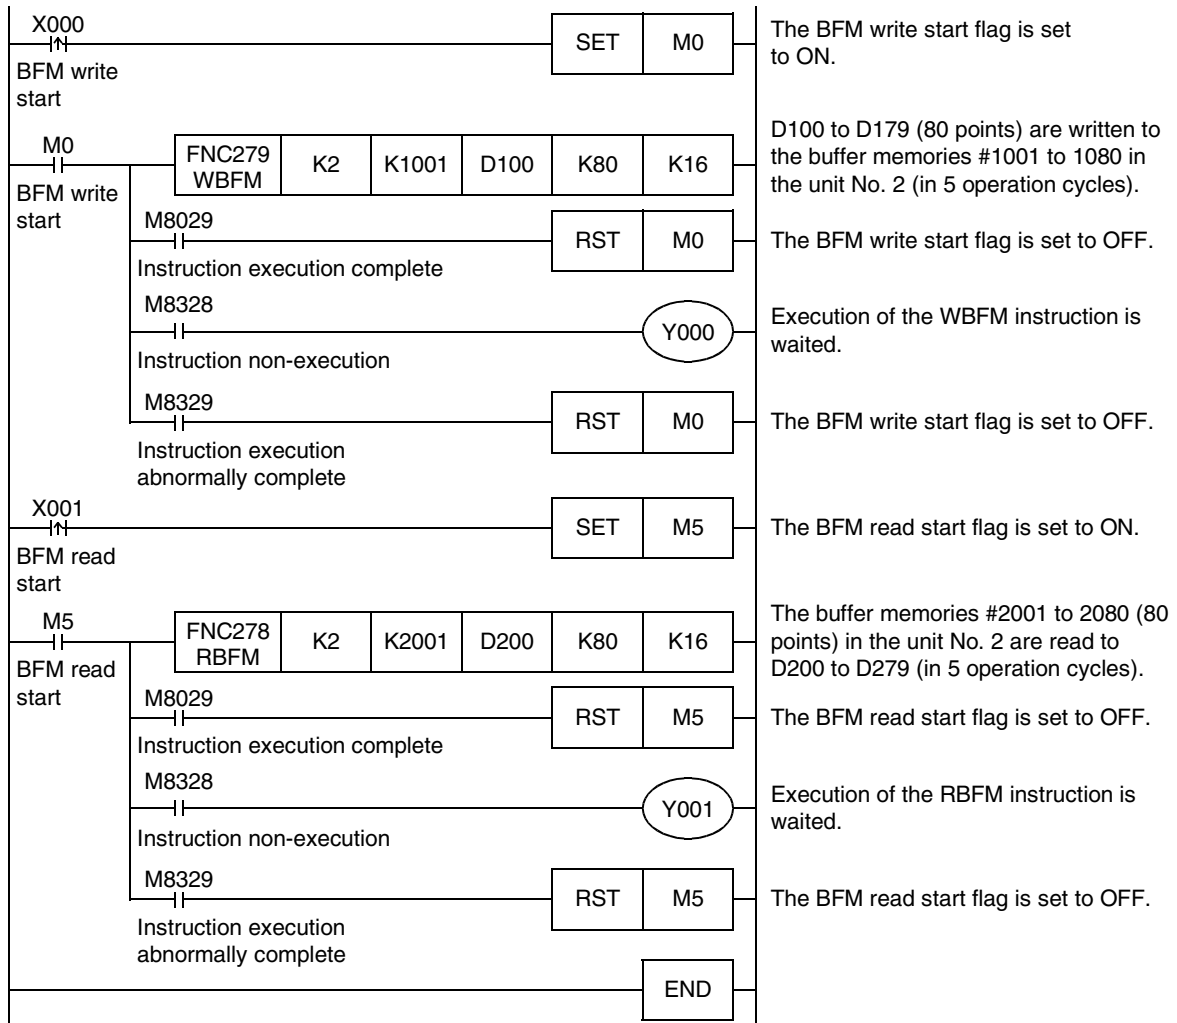 X000
SET M0
The BFM write start flag is set
to ON.
BFM write
start
M0
FNC279
WBFM
K2 K1001 D100 K80 K16
D100 to D179 (80 points) are written to
the buffer memories #1001 to 1080 in
the unit No. 2 (in 5 operation cycles).
BFM write
start
M8029
RST M0
The BFM write start flag is set to OFF.
Instruction execution complete
M8328
Y000
Execution of the WBFM instruction is
waited.
Instruction non-execution
M8329
RST M0
The BFM write start flag is set to OFF.
Instruction execution
abnormally complete
X001
SET M5
The BFM read start flag is set to ON.
BFM read
start
M5
FNC278
RBFM
K2 K2001 D200 K80 K16
The buffer memories #2001 to 2080 (80
points) in the unit No. 2 are read to
D200 to D279 (in 5 operation cycles).
BFM read
start
M8029
RST M5
The BFM read start flag is set to OFF.
Instruction execution complete
M8328
Y001
Execution of the RBFM instruction is
waited.
Instruction non-execution
M8329
RST M5
The BFM read start flag is set to OFF.
Instruction execution
abnormally complete
END